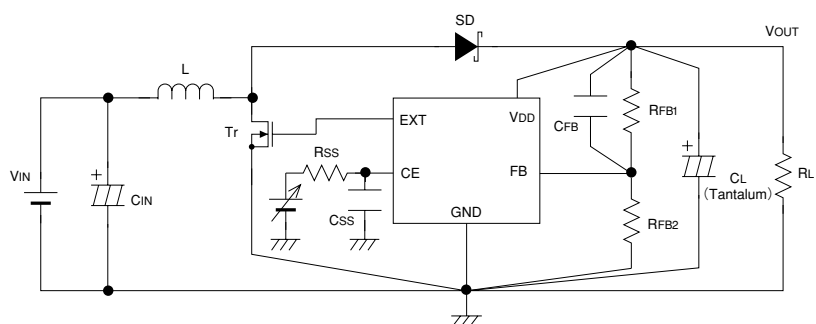 SD
VOUT
L
EXT
VDD
CFB
RFB1
Tr
RSS
CE
FB
CL
(Tantalum)
RL
VIN
+
CIN
CSS
GND
RFB2
+